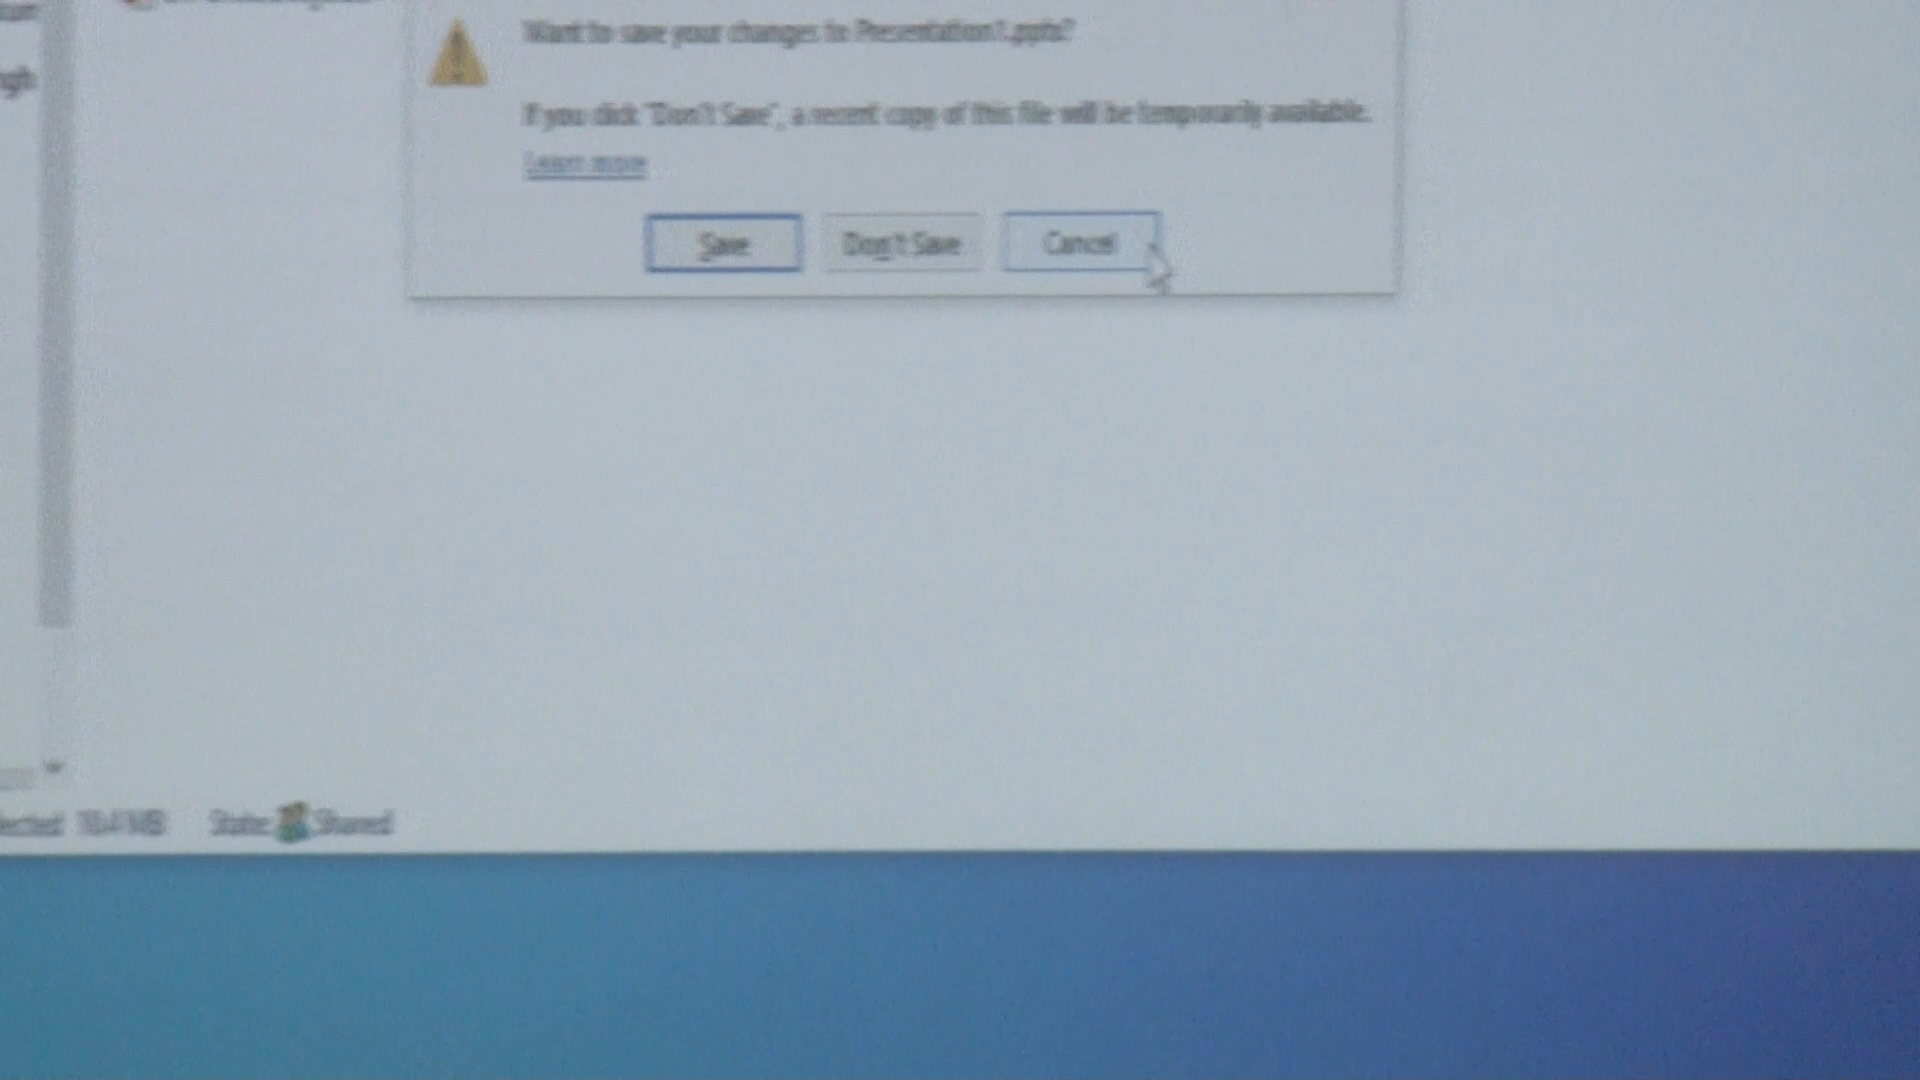 Want to save your changes to Presentation1.pptx?
If you click "Don't Save", a recent copy of this file will be temporarily available.
Learn more
Save Don't Save Cancel
State: Shared